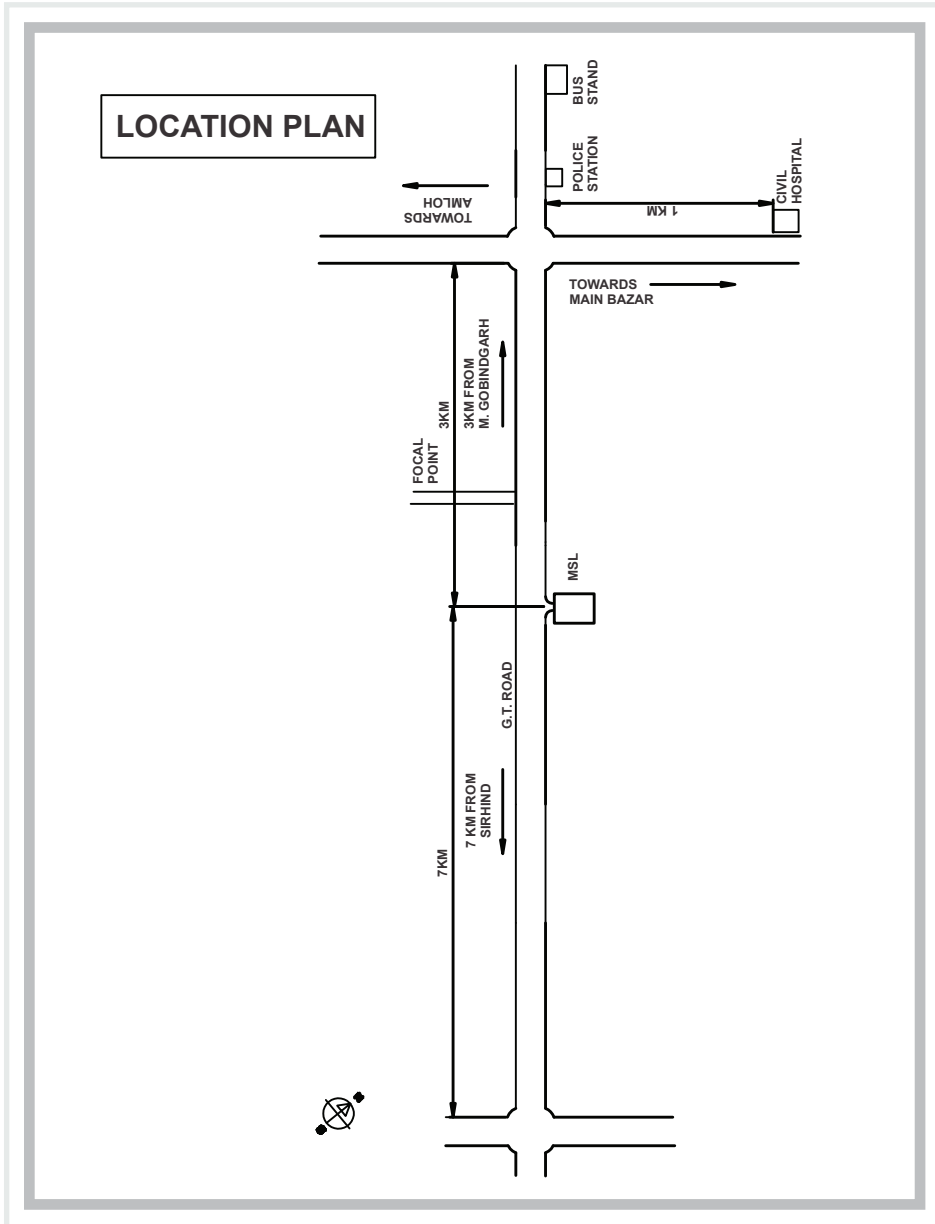 LOCATION PLAN
BUS
STAND
POLICE
STATION
CIVIL
HOSPITAL
TOWARDS
AMLOH
1 KM
TOWARDS
MAIN BAZAR
3KM
3KM FROM
M. GOBINDGARH
FOCAL
POINT
MSL
G.T. ROAD
7 KM FROM
SIRHIND
7KM